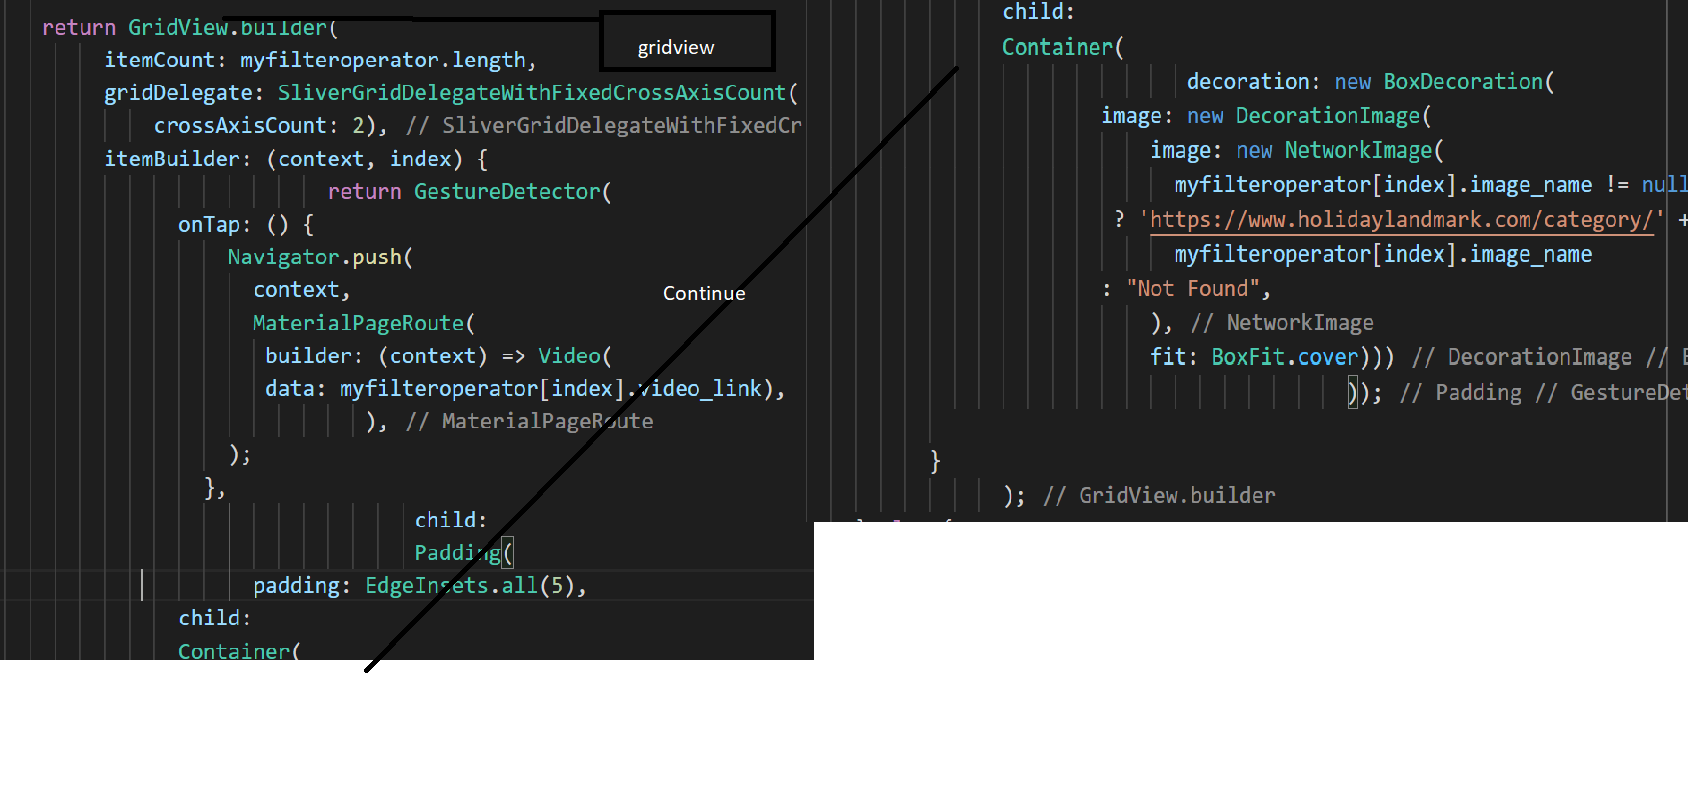 return GridView.builder(
itemCount: myfilteroperator.length,
gridDelegate: SliverGridDelegateWithFixedCrossAxisCount(
crossAxisCount: 2), // SliverGridDelegateWithFixedCr
itemBuilder: (context, index) {
return GestureDetector(
onTap: () {
Navigator.push(
context,
MaterialPageRoute(
builder: (context) => Video(
data: myfilteroperator[index].video_link),
), // MaterialPageRoute
);
},
child:
Padding(
padding: EdgeInsets.all(5),
child:
Container(
gridview
Continue
child:
Container(
decoration: new BoxDecoration(
image: new DecorationImage(
image: new NetworkImage(
myfilteroperator[index].image_name != null
? 'https://www.holidaylandmark.com/category/' +
myfilteroperator[index].image_name
: "Not Found",
), // NetworkImage
fit: BoxFit.cover))) // DecorationImage //
)); // Padding // GestureDet
}
); // GridView.builder